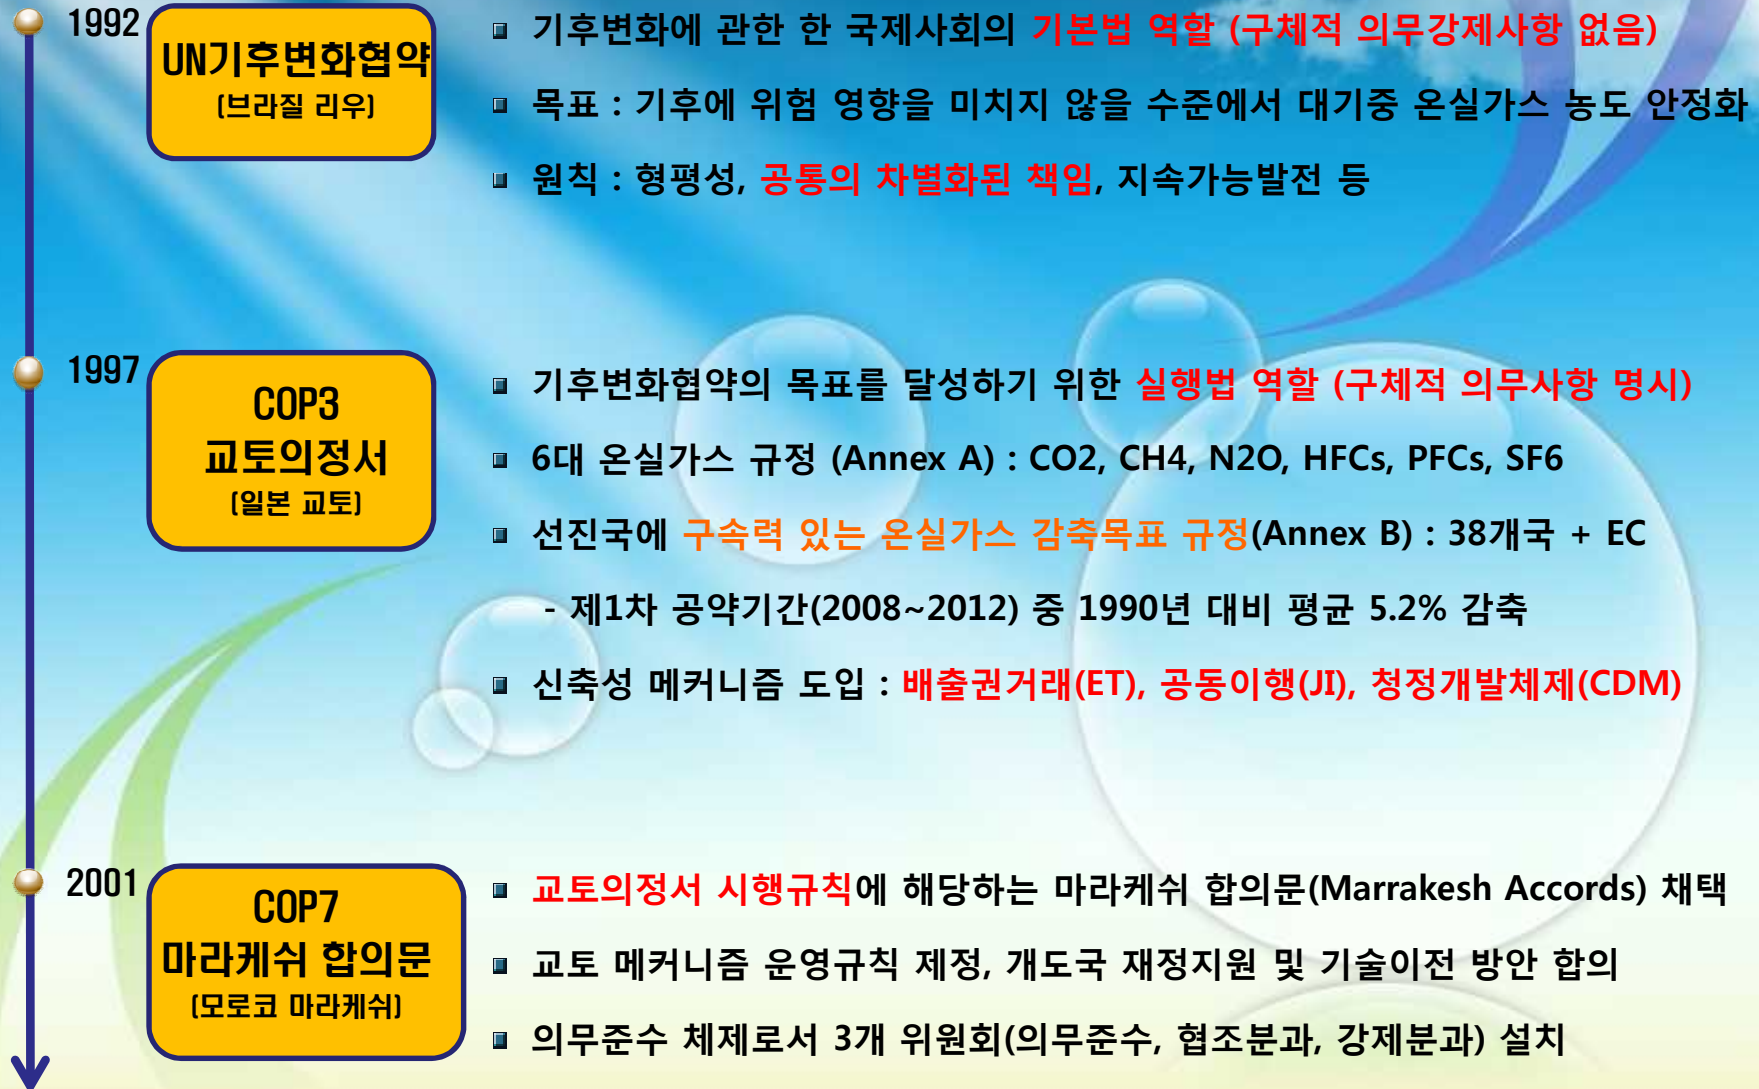 1992
UN기후변화협약
(브라질 리우)
▪ 기후변화에 관한 한 국제사회의 기본법 역할 (구체적 의무강제사항 없음)
▪ 목표 : 기후에 위험 영향을 미치지 않을 수준에서 대기중 온실가스 농도 안정화
▪ 원칙 : 형평성, 공통의 차별화된 책임, 지속가능발전 등
1997
COP3
교토의정서
(일본 교토)
▪ 기후변화협약의 목표를 달성하기 위한 실행법 역할 (구체적 의무사항 명시)
▪ 6대 온실가스 규정 (Annex A) : CO2, CH4, N2O, HFCs, PFCs, SF6
▪ 선진국에 구속력 있는 온실가스 감축목표 규정(Annex B) : 38개국 + EC
- 제1차 공약기간(2008~2012) 중 1990년 대비 평균 5.2% 감축
▪ 신축성 메커니즘 도입 : 배출권거래(ET), 공동이행(JI), 청정개발체제(CDM)
2001
COP7
마라케쉬 합의문
(모로코 마라케쉬)
▪ 교토의정서 시행규칙에 해당하는 마라케쉬 합의문(Marrakesh Accords) 채택
▪ 교토 메커니즘 운영규칙 제정, 개도국 재정지원 및 기술이전 방안 합의
▪ 의무준수 체제로서 3개 위원회(의무준수, 협조분과, 강제분과) 설치